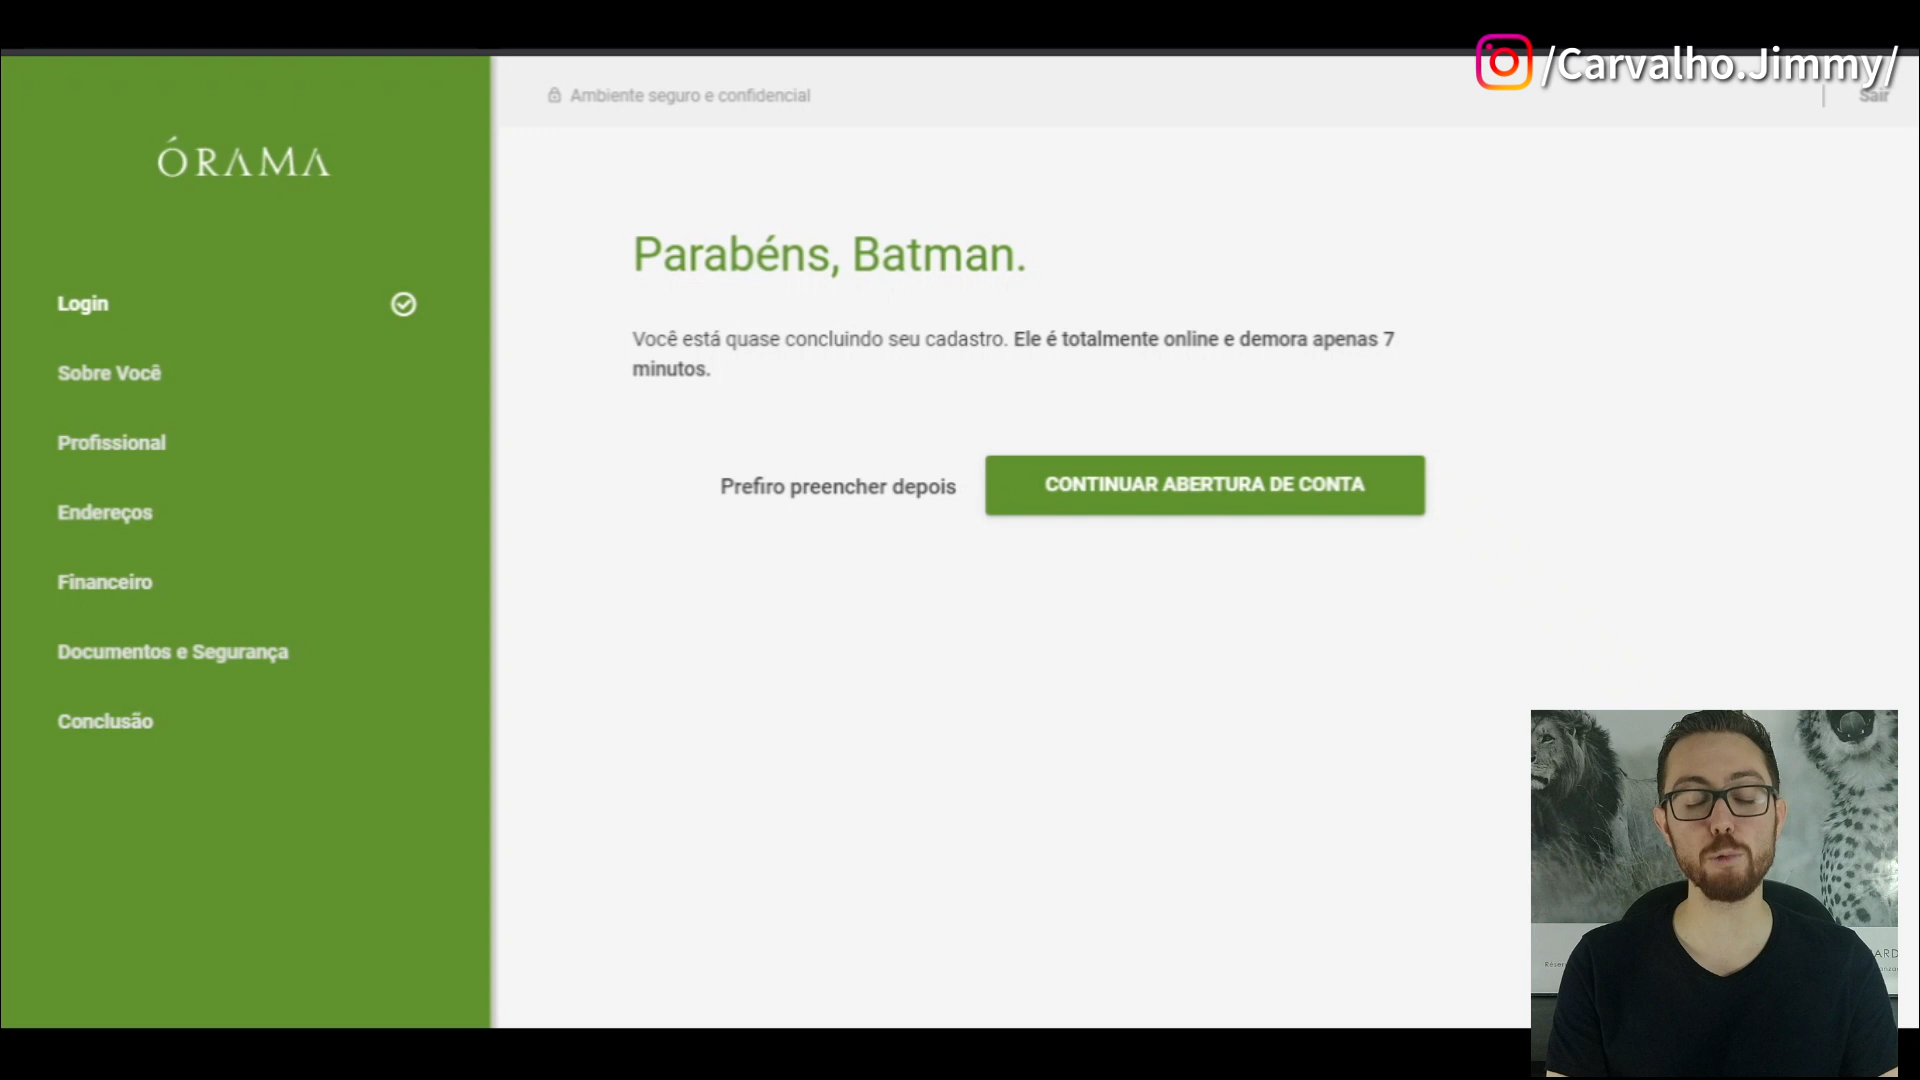 /Carvalho.Jimmy/
Ambiente seguro e confidencial
Sair
ÓRAMA
Parabéns, Batman.
Login
Você está quase concluindo seu cadastro. Ele é totalmente online e demora apenas 7
minutos.
Sobre Você
Profissional
Prefiro preencher depois
CONTINUAR ABERTURA DE CONTA
Endereços
Financeiro
Documentos e Segurança
Conclusão